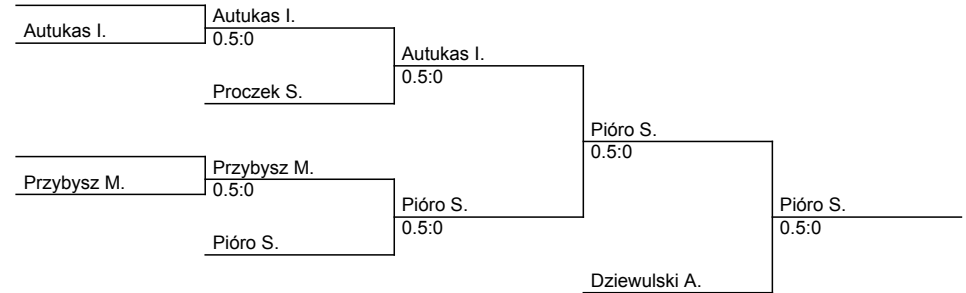 Autukas I.
Autukas I.
0.5:0
Autukas I.
0.5:0
Proczek S.
Pióro S.
0.5:0
Przybysz M.
Przybysz M.
0.5:0
Pióro S.
0.5:0
Pióro S.
0.5:0
Pióro S.
Dziewulski A.